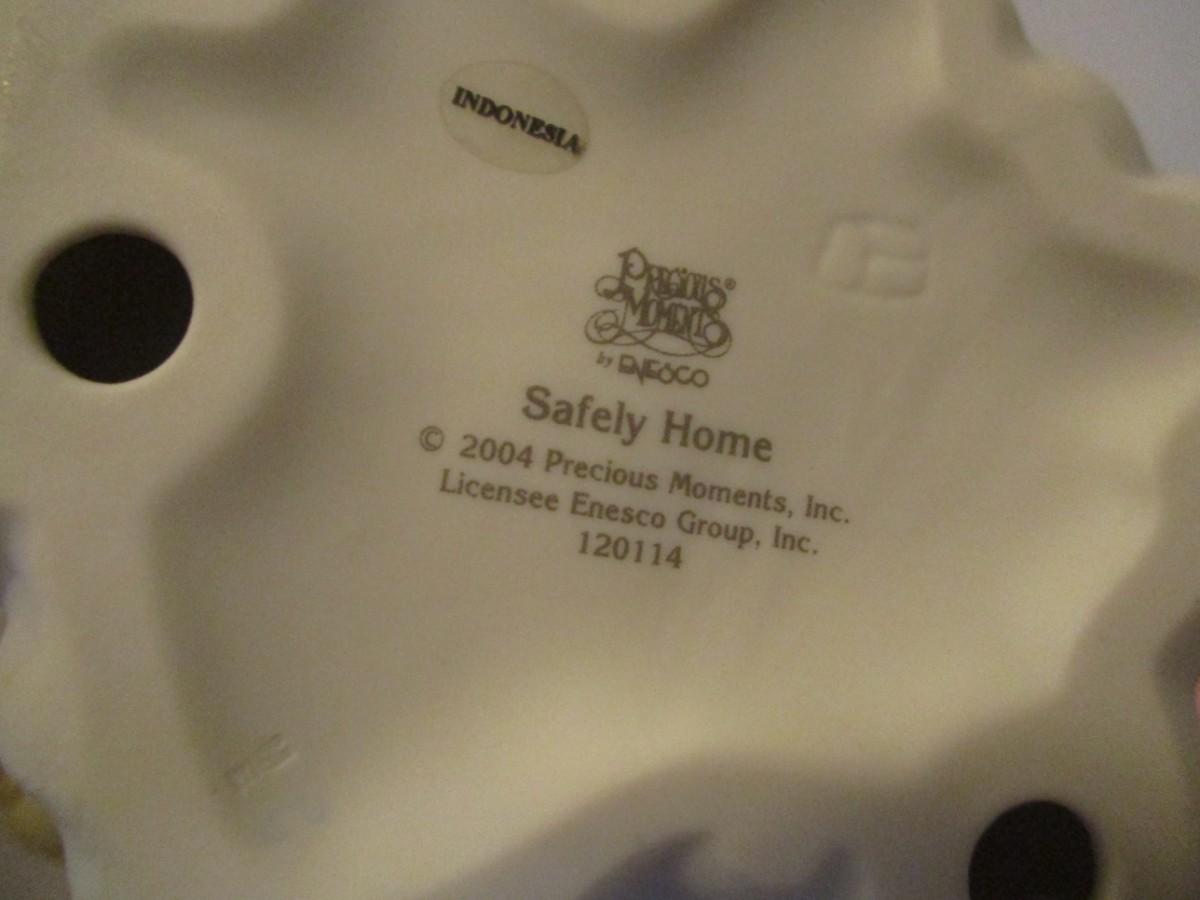 INDONESIA
PRECIOUS®
MOMENTS
by ENESCO
Safely Home
© 2004 Precious Moments, Inc.
Licensee Enesco Group, Inc.
120114